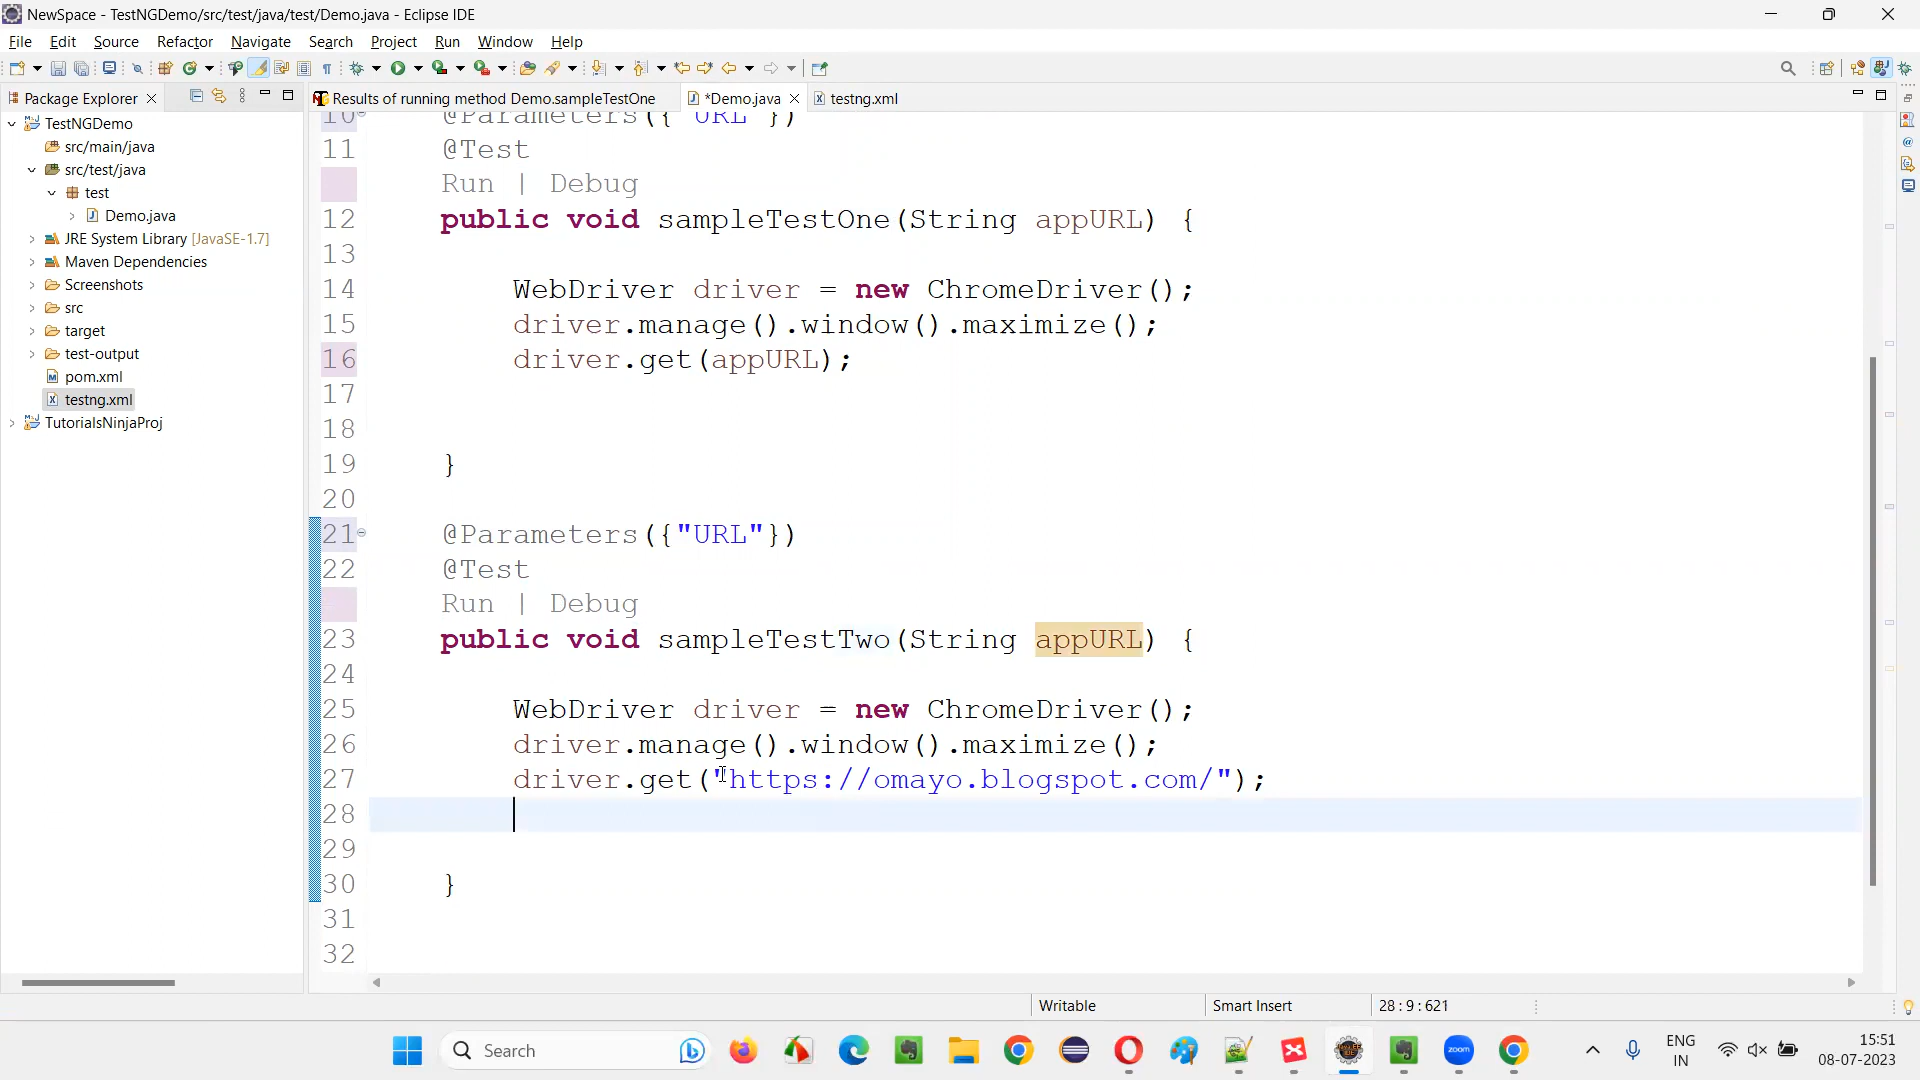 NewSpace - TestNGDemo/src/test/java/test/Demo.java - Eclipse IDE
File Edit Source Refactor Navigate Search Project Run Window Help
Package Explorer
Results of running method Demo.sampleTestOne
*Demo.java
testng.xml
TestNGDemo
src/main/java
src/test/java
test
Demo.java
JRE System Library [JavaSE-1.7]
Maven Dependencies
Screenshots
src
target
test-output
pom.xml
testng.xml
TutorialsNinjaProj
10 @Parameters({"URL"})
11 @Test
Run | Debug
12 public void sampleTestOne(String appURL) {
13
14 WebDriver driver = new ChromeDriver();
15 driver.manage().window().maximize();
16 driver.get(appURL);
17
18
19 }
20
21 @Parameters({"URL"})
22 @Test
Run | Debug
23 public void sampleTestTwo(String appURL) {
24
25 WebDriver driver = new ChromeDriver();
26 driver.manage().window().maximize();
27 driver.get("https://omayo.blogspot.com/");
28
29
30 }
31
32
Writable Smart Insert 28 : 9 : 621
Search
zoom
ENG
IN
15:51
08-07-2023